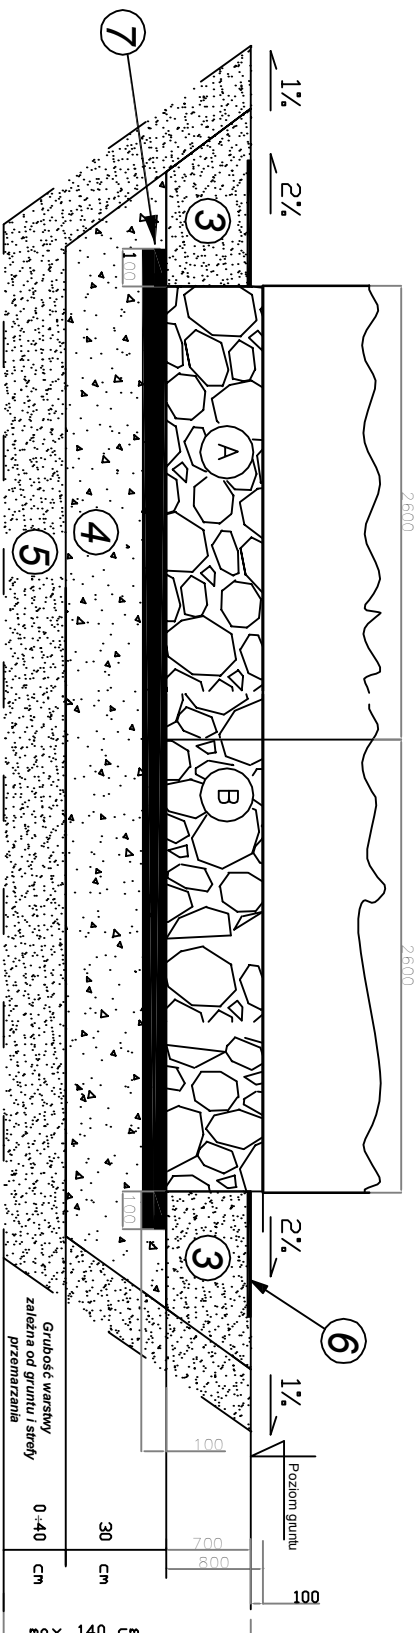 2600
2600
1%
2%
2%
1%
Poziom gruntu
100
3
A
B
3
6
700
800
100
7
100
100
4
30 cm
5
Grubość warstwy
zależna od gruntu i strefy
przemarzania
0÷40 cm
max 140 cm